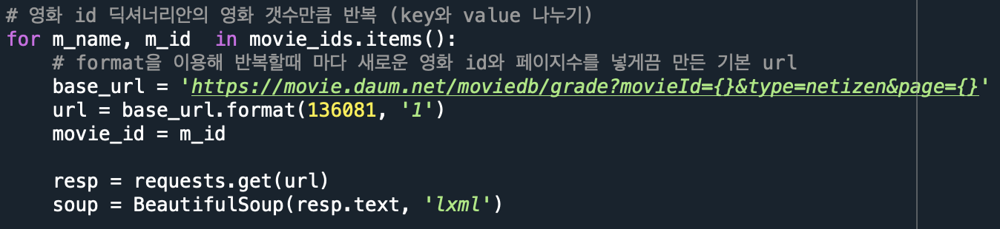 # 영화 id 딕셔너리안의 영화 갯수만큼 반복 (key와 value 나누기)
for m_name, m_id  in movie_ids.items():
    # format을 이용해 반복할때 마다 새로운 영화 id와 페이지수를 넣게끔 만든 기본 url
    base_url = 'https://movie.daum.net/moviedb/grade?movieId={}&type=netizen&page={}'
    url = base_url.format(136081, '1')
    movie_id = m_id

    resp = requests.get(url)
    soup = BeautifulSoup(resp.text, 'lxml')